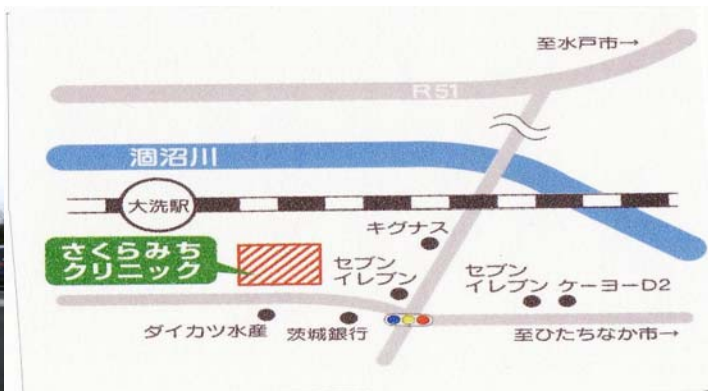 至水戸市→
R51
涸沼川
大洗駅
キグナス
さくらみち
クリニック
セブン
イレブン
セブン
イレブン
ケーヨーD2
ダイカツ水産
茨城銀行
至ひたちなか市→